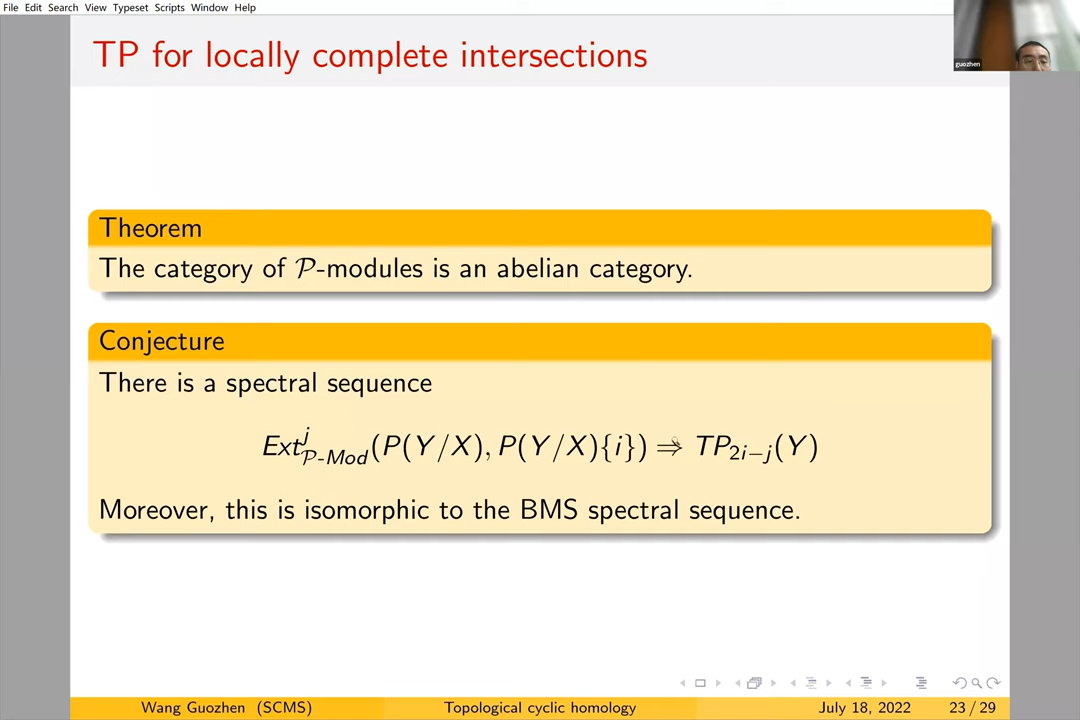 File Edit Search View Typeset Scripts Window Help
TP for locally complete intersections
guozhen
Theorem
The category of 𝒫-modules is an abelian category.
Conjecture
There is a spectral sequence
Ext^j_{𝒫-Mod}(P(Y/X), P(Y/X){i}) ⇒ TP_{2i−j}(Y)
Moreover, this is isomorphic to the BMS spectral sequence.
Wang Guozhen (SCMS) Topological cyclic homology July 18, 2022 23 / 29